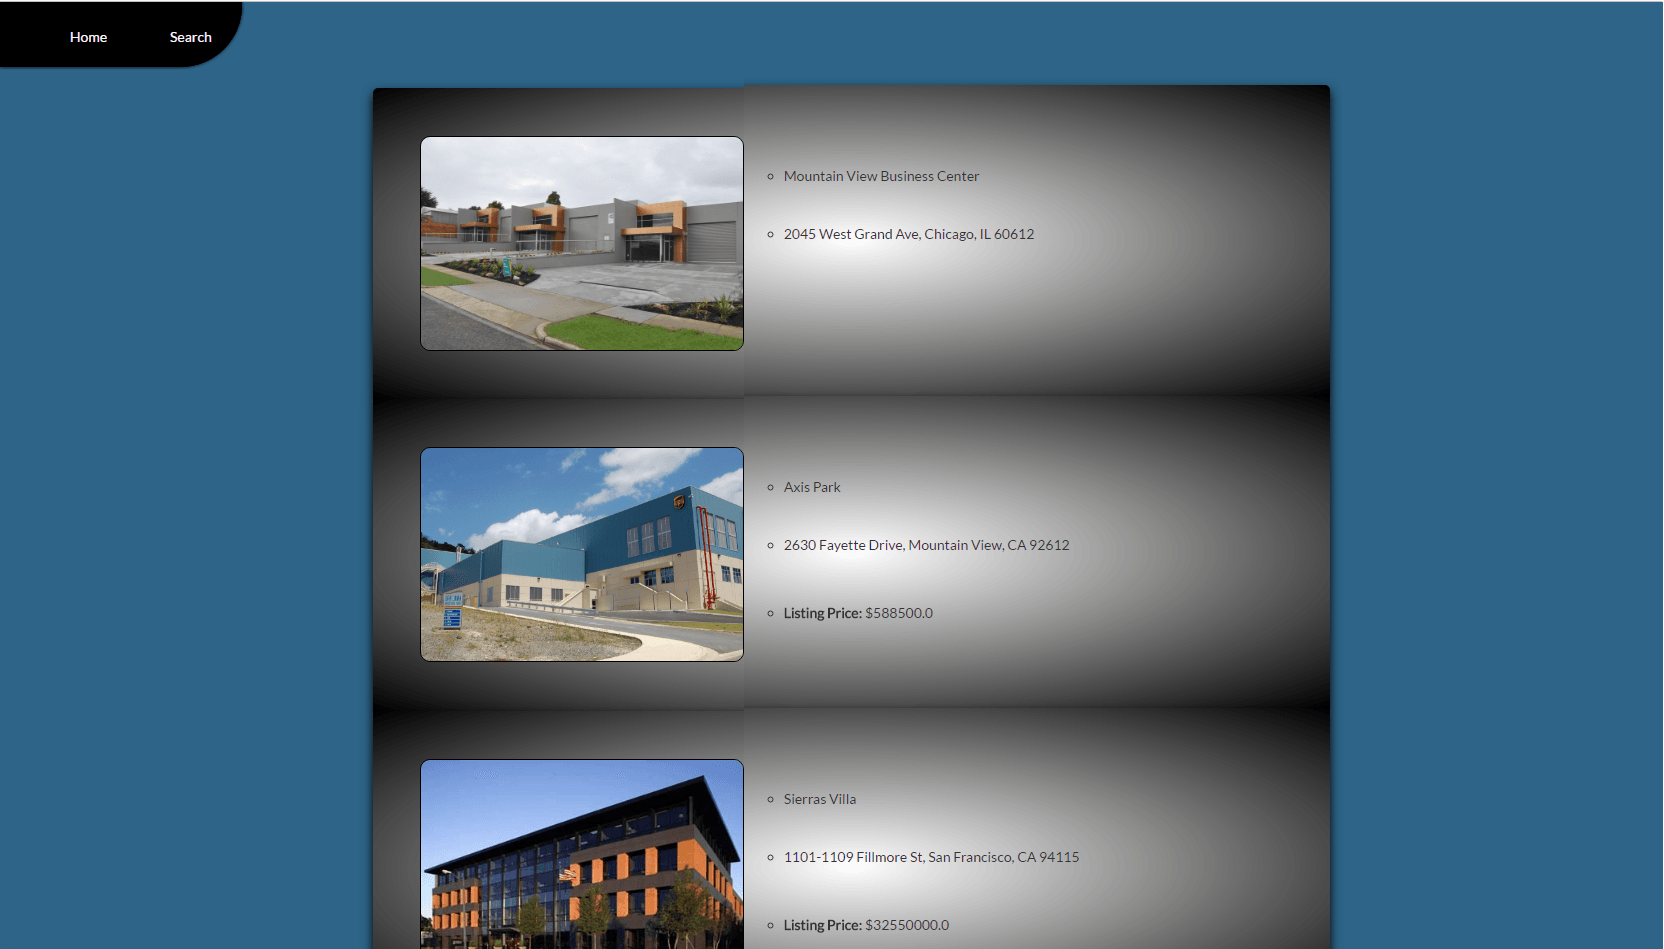 Home
Search
Mountain View Business Center
2045 West Grand Ave, Chicago, IL 60612
Axis Park
2630 Fayette Drive, Mountain View, CA 92612
Listing Price: $588500.0
Sierras Villa
1101-1109 Fillmore St, San Francisco, CA 94115
Listing Price: $32550000.0